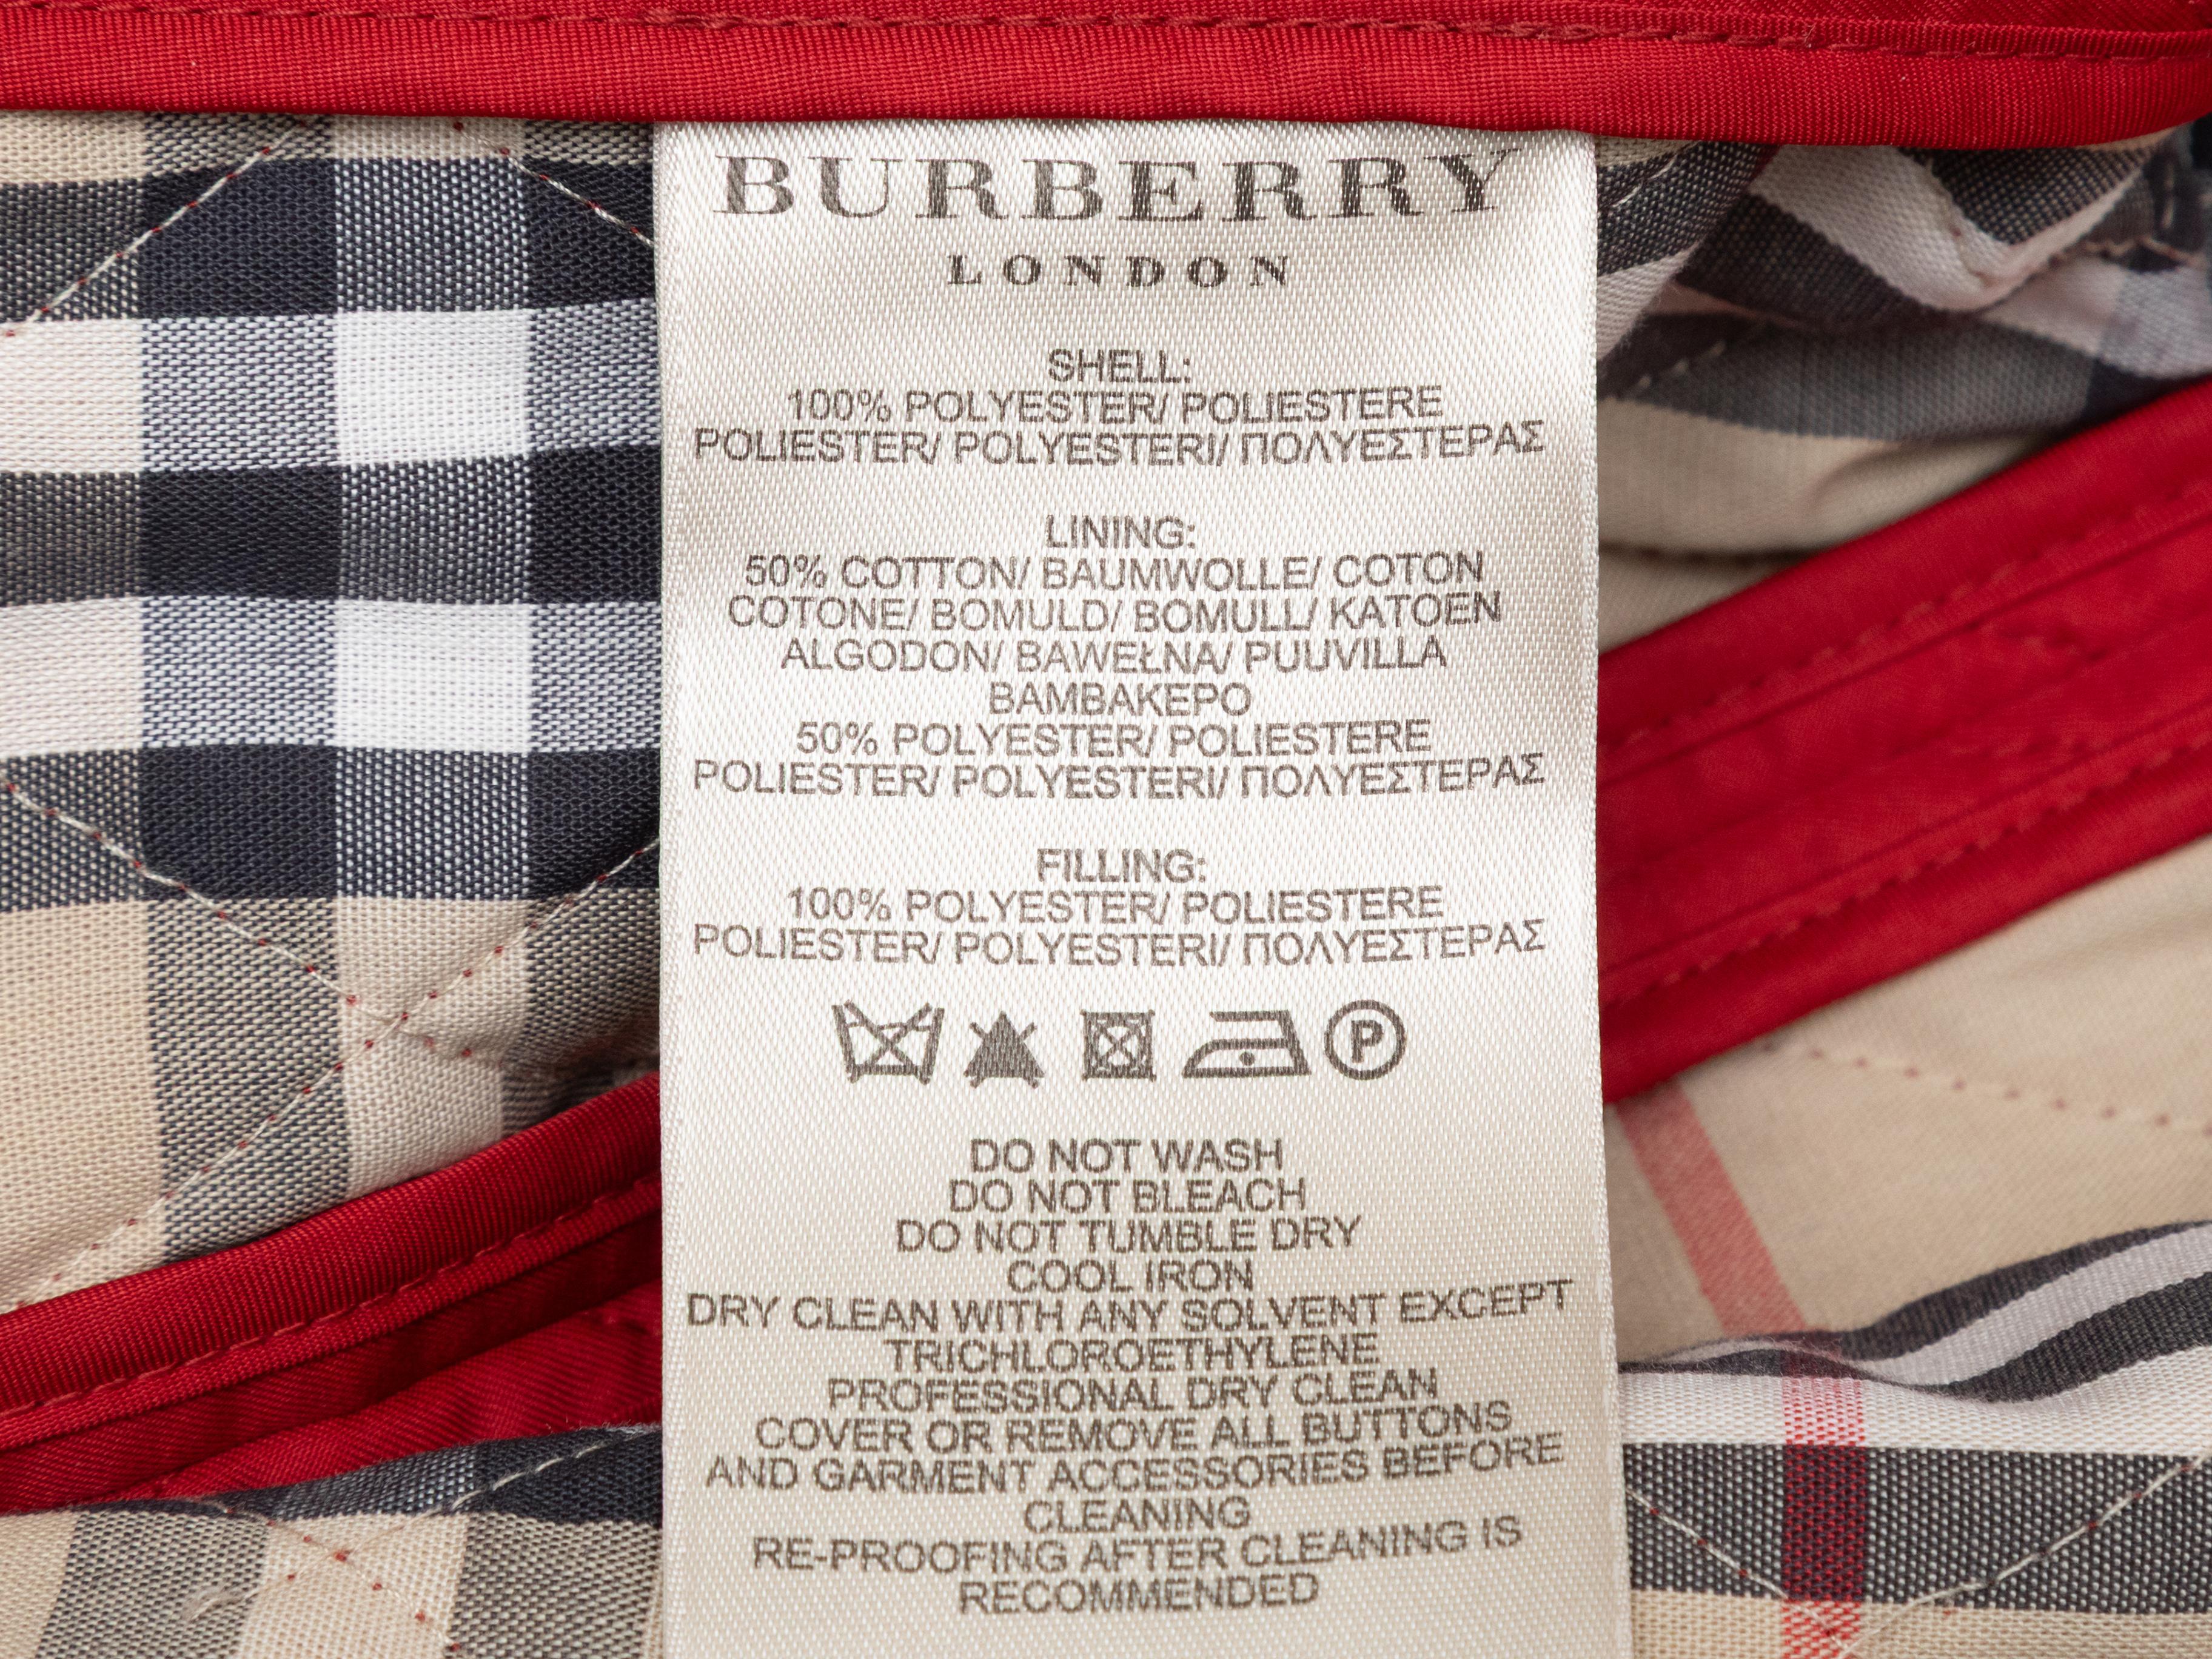 BURBERRY
LONDON
SHELL:
100% POLYESTER/ POLIESTERE
POLIESTER/ POLYESTERI/ ΠΟΛΥΕΣΤΕΡΑΣ
LINING:
50% COTTON/ BAUMWOLLE/ COTON
COTONE/ BOMULD/ BOMULL/ KATOEN
ALGODON/ BAWEŁNA/ PUUVILLA
ΒΑΜΒΑΚΕΡΟ
50% POLYESTER/ POLIESTERE
POLIESTER/ POLYESTERI/ ΠΟΛΥΕΣΤΕΡΑΣ
FILLING:
100% POLYESTER/ POLIESTERE
POLIESTER/ POLYESTERI/ ΠΟΛΥΕΣΤΕΡΑΣ
P
DO NOT WASH
DO NOT BLEACH
DO NOT TUMBLE DRY
COOL IRON
DRY CLEAN WITH ANY SOLVENT EXCEPT
TRICHLOROETHYLENE
PROFESSIONAL DRY CLEAN
COVER OR REMOVE ALL BUTTONS
AND GARMENT ACCESSORIES BEFORE
CLEANING
RE-PROOFING AFTER CLEANING IS
RECOMMENDED